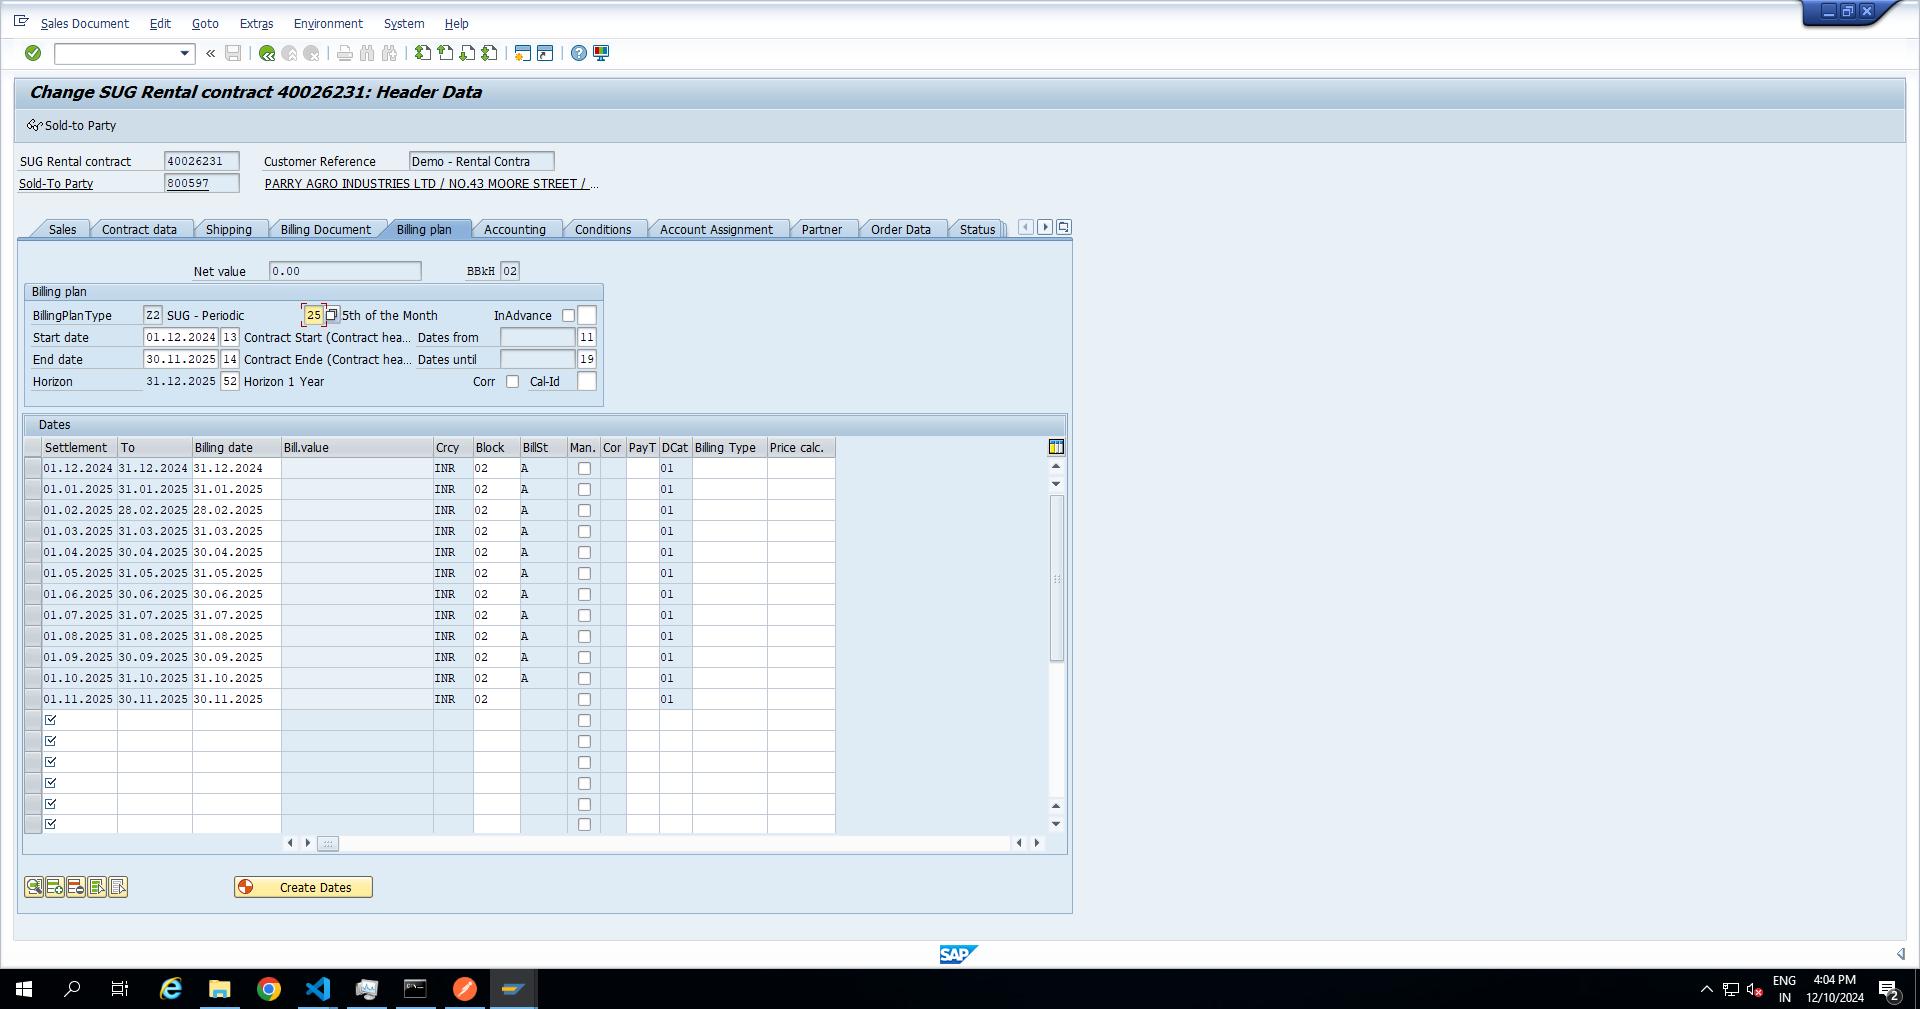 Sales Document Edit Goto Extras Environment System Help
Change SUG Rental contract 40026231: Header Data
Sold-to Party
SUG Rental contract 40026231 Customer Reference Demo - Rental Contra
Sold-To Party 800597 PARRY AGRO INDUSTRIES LTD / NO.43 MOORE STREET / ...
Sales Contract data Shipping Billing Document Billing plan Accounting Conditions Account Assignment Partner Order Data Status
Net value 0.00 BBkH 02
Billing plan
BillingPlanType Z2 SUG - Periodic 25 5th of the Month InAdvance
Start date 01.12.2024 13 Contract Start (Contract hea... Dates from 11
End date 30.11.2025 14 Contract Ende (Contract hea... Dates until 19
Horizon 31.12.2025 52 Horizon 1 Year Corr Cal-Id
Dates
Settlement To Billing date Bill.value Crcy Block BillSt Man. Cor PayT DCat Billing Type Price calc.
01.12.2024 31.12.2024 31.12.2024 INR 02 A 01
01.01.2025 31.01.2025 31.01.2025 INR 02 A 01
01.02.2025 28.02.2025 28.02.2025 INR 02 A 01
01.03.2025 31.03.2025 31.03.2025 INR 02 A 01
01.04.2025 30.04.2025 30.04.2025 INR 02 A 01
01.05.2025 31.05.2025 31.05.2025 INR 02 A 01
01.06.2025 30.06.2025 30.06.2025 INR 02 A 01
01.07.2025 31.07.2025 31.07.2025 INR 02 A 01
01.08.2025 31.08.2025 31.08.2025 INR 02 A 01
01.09.2025 30.09.2025 30.09.2025 INR 02 A 01
01.10.2025 31.10.2025 31.10.2025 INR 02 A 01
01.11.2025 30.11.2025 30.11.2025 INR 02 01
Create Dates
SAP
ENG 4:04 PM
IN 12/10/2024 2